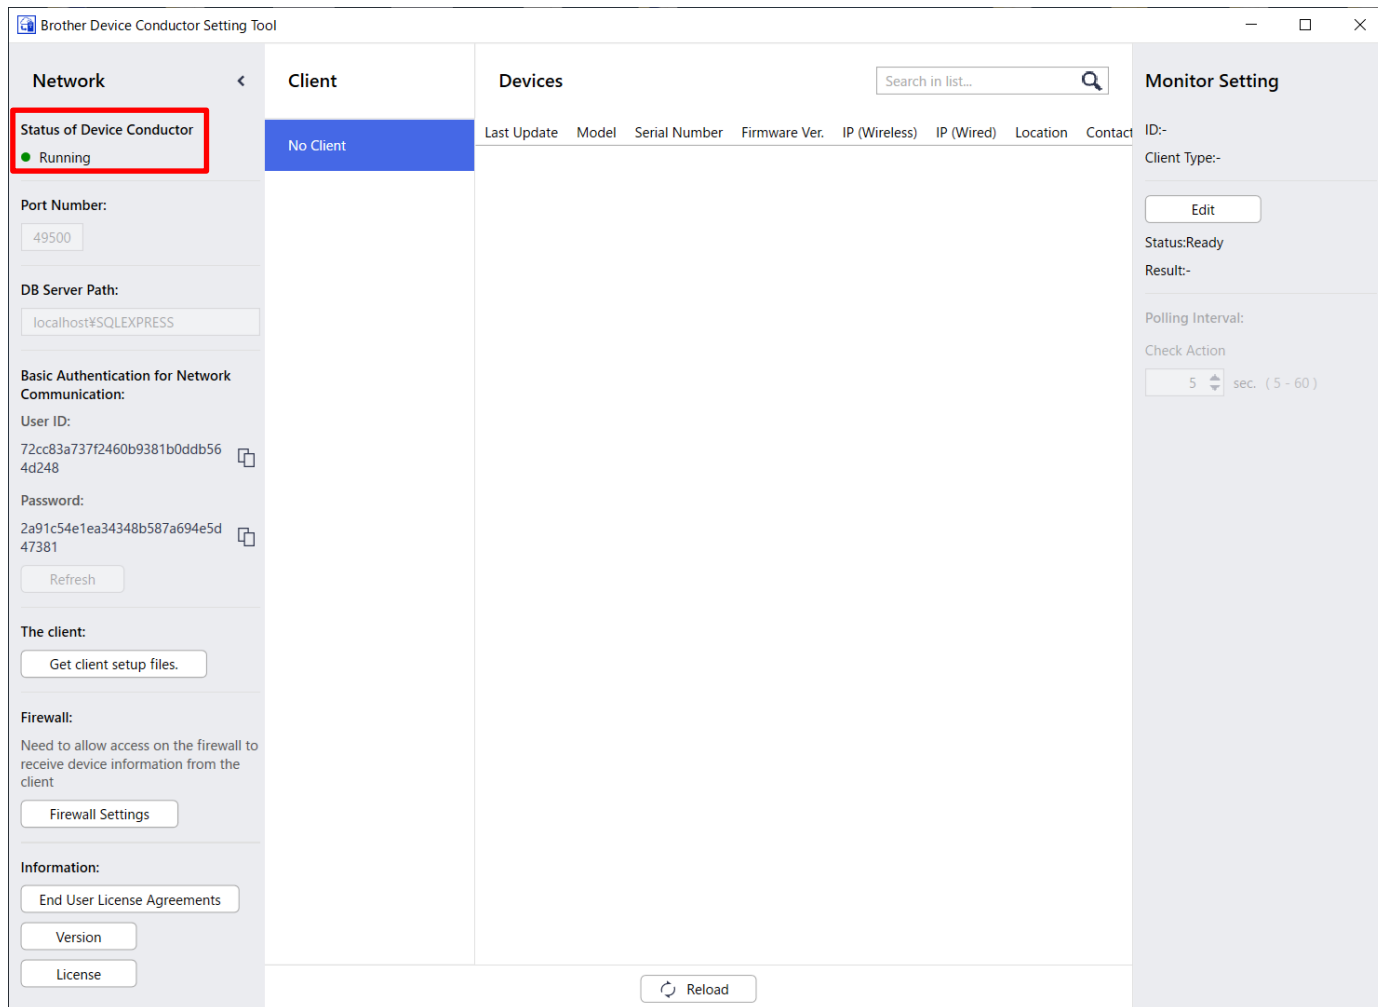 Brother Device Conductor Setting Tool
Network
Status of Device Conductor
Running
Port Number:
49500
DB Server Path:
localhost¥SQLEXPRESS
Basic Authentication for Network
Communication:
User ID:
72cc83a737f2460b9381b0ddb56
4d248
Password:
2a91c54e1ea34348b587a694e5d
47381
Refresh
The client:
Get client setup files.
Firewall:
Need to allow access on the firewall to
receive device information from the
client
Firewall Settings
Information:
End User License Agreements
Version
License
Client
No Client
Devices
Search in list...
Last Update Model Serial Number Firmware Ver. IP (Wireless) IP (Wired) Location Contact
Reload
Monitor Setting
ID:-
Client Type:-
Edit
Status:Ready
Result:-
Polling Interval:
Check Action
5 sec. ( 5 - 60 )